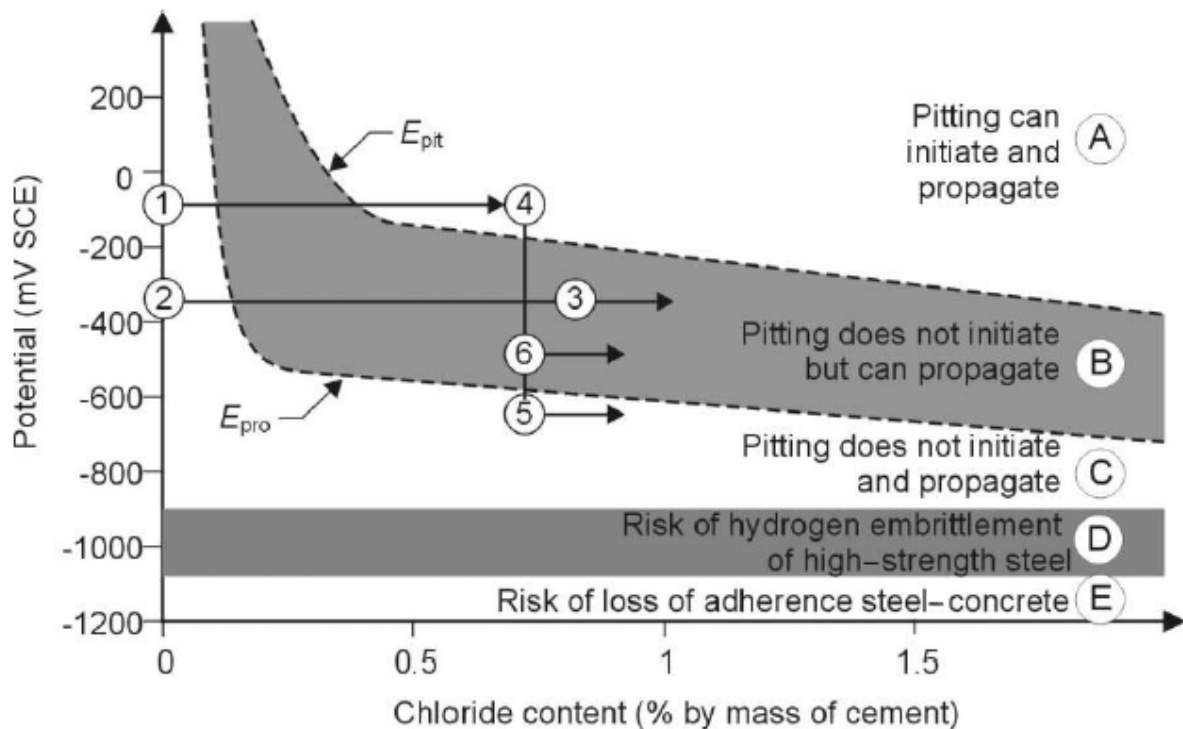 200
0
-200
-400
-600
-800
-1000
-1200
Potential (mV SCE)
0
0.5
1
1.5
Chloride content (% by mass of cement)
E_pit
E_pro
1
2
3
4
5
6
Pitting can
initiate and
propagate
A
Pitting does not initiate
but can propagate
B
Pitting does not initiate
and propagate
C
Risk of hydrogen embrittlement
of high-strength steel
D
Risk of loss of adherence steel-concrete
E